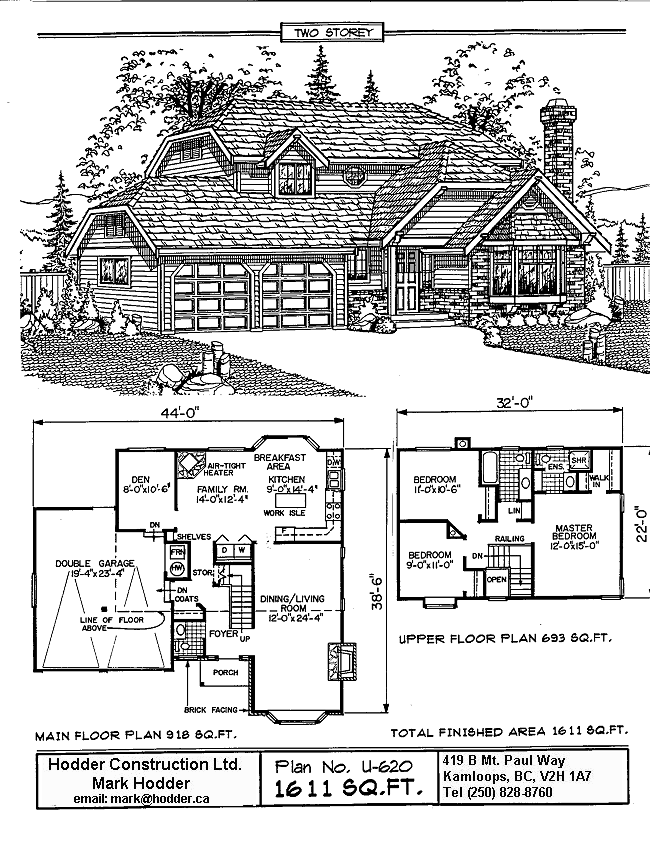 TWO STOREY
44'-0"
32'-0"
AIR-TIGHT
HEATER
BREAKFAST
AREA
D/W
DEN
8'-0"x10'-6"
FAMILY RM.
14'-0"x12'-4"
KITCHEN
9'-0"x14'-4"
WORK ISLE
F
DN
SHELVES
FRN
HW
D
W
DOUBLE GARAGE
19'-4"x23'-4"
STOR
DN
COATS
LINE OF FLOOR
ABOVE
DINING/LIVING
ROOM
12'-0"x24'-4"
FOYER
UP
PORCH
BRICK FACING
38'-6"
BEDROOM
11'-0"x10'-6"
ENS.
SHR
WALK
IN
LIN
RAILING
MASTER
BEDROOM
12'-0"x15'-0"
BEDROOM
9'-0"x11'-0"
DN
OPEN
22'-0"
UPPER FLOOR PLAN 693 SQ.FT.
MAIN FLOOR PLAN 918 SQ.FT.
TOTAL FINISHED AREA 1611 SQ.FT.
Hodder Construction Ltd.
Mark Hodder
email: mark@hodder.ca
Plan No. U-620
1611 SQ.FT.
419 B Mt. Paul Way
Kamloops, BC, V2H 1A7
Tel (250) 828-8760